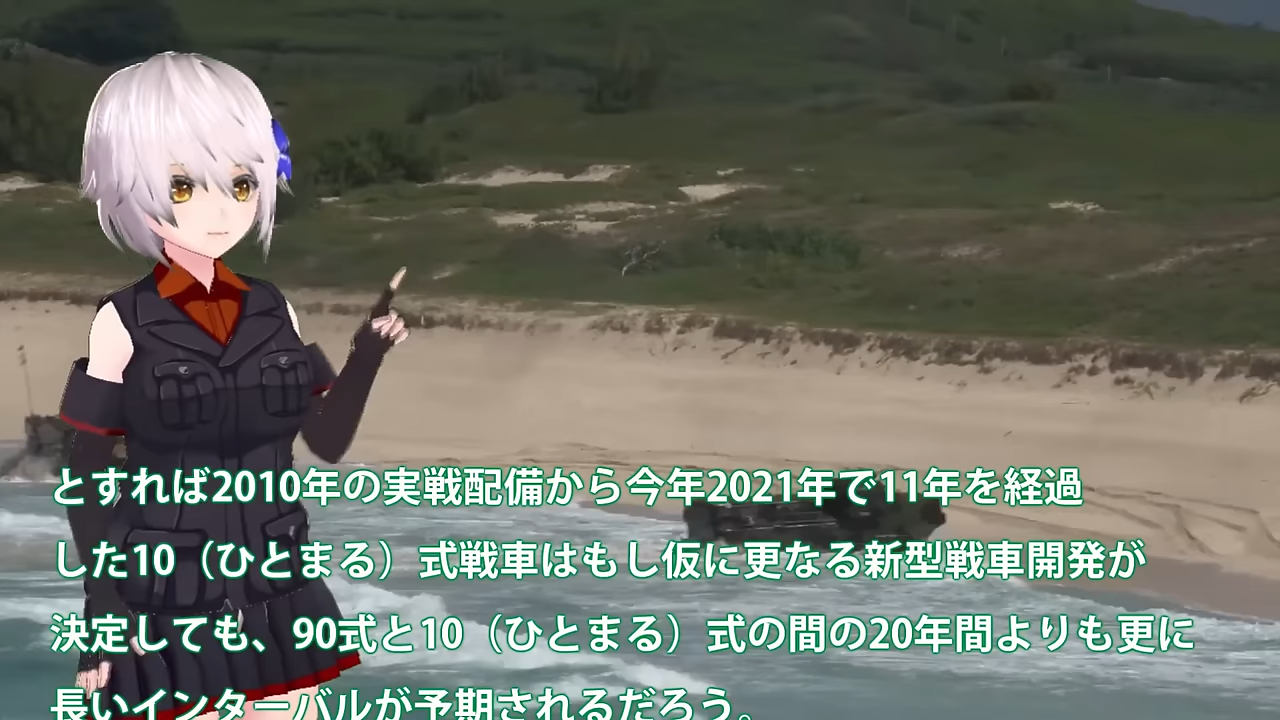 とすれば2010年の実戦配備から今年2021年で11年を経過
した10（ひとまる）式戦車はもし仮に更なる新型戦車開発が
決定しても、90式と10（ひとまる）式の間の20年間よりも更に
長いインターバルが予期されるだろう。